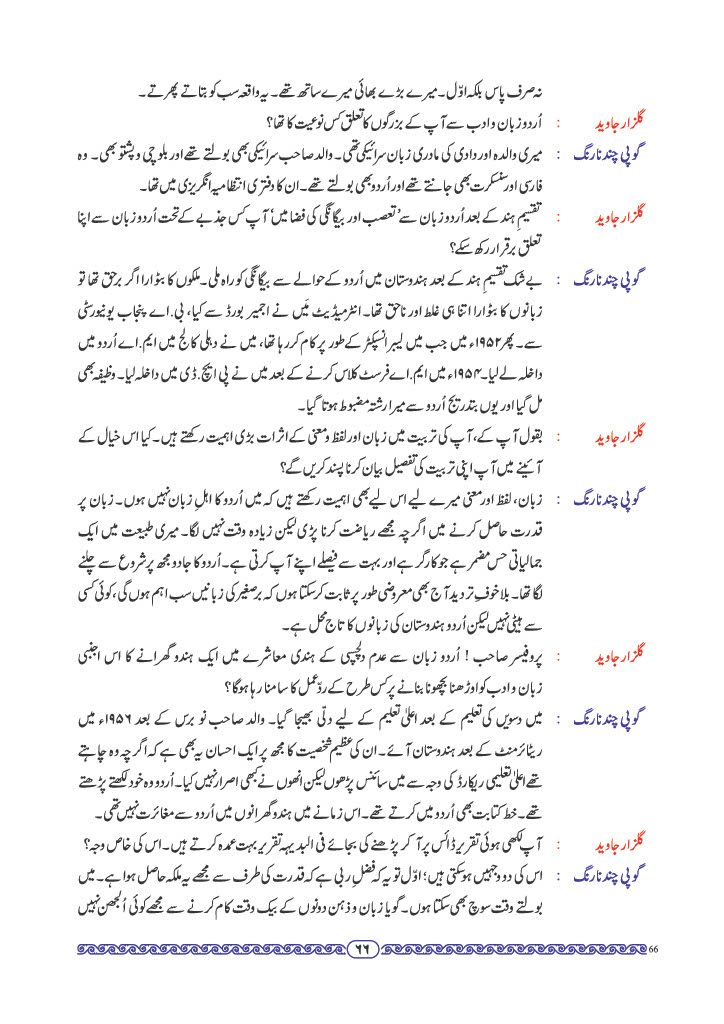 نہ صرف پاس بلکہ اوّل۔ میرے بڑے بھائی میرے ساتھ تھے۔ یہ واقعہ سب کو بتاتے پھرتے۔
گلزار جاوید : اُردو زبان و ادب سے آپ کے بزرگوں کا تعلق کس نوعیت کا تھا؟
گوپی چند نارنگ : میری والدہ اور دادی کی مادری زبان سرائیکی تھی۔ والد صاحب سرائیکی بھی بولتے تھے اور بلوچی و پشتو بھی۔ وہ
فارسی اور سنسکرت بھی جانتے تھے اور اُردو بھی بولتے تھے۔ ان کا دفتری انتظامیہ انگریزی میں تھا۔
گلزار جاوید : تقسیمِ ہند کے بعد اُردو زبان سے ’تعصب اور بیگانگی کی فضا میں‘ آپ کس جذبے کے تحت اُردو زبان سے اپنا
تعلق برقرار رکھ سکے؟
گوپی چند نارنگ : بے شک تقسیمِ ہند کے بعد ہندوستان میں اُردو کے حوالے سے بیگانگی کو راہ ملی۔ ملکوں کا بٹوارا اگر برحق تھا تو
زبانوں کا بٹوارا اتنا ہی غلط اور ناحق تھا۔ انٹرمیڈیٹ میَں نے اجمیر بورڈ سے کیا، بی۔اے پنجاب یونیورسٹی
سے۔ پھر ۱۹۵۲ء میں جب میں لیبر انسپکٹر کے طور پر کام کر رہا تھا، میں نے دہلی کالج میں ایم۔اے اُردو میں
داخلہ لے لیا۔ ۱۹۵۴ء میں ایم۔اے فرسٹ کلاس کرنے کے بعد میں نے پی ایچ۔ڈی میں داخلہ لیا۔ وظیفہ بھی
مل گیا اور یوں بتدریج اُردو سے میرا رشتہ مضبوط ہوتا گیا۔
گلزار جاوید : بقول آپ کے، آپ کی تربیت میں زبان اور لفظ و معنی کے اثرات بڑی اہمیت رکھتے ہیں۔ کیا اس خیال کے
آئینے میں آپ اپنی تربیت کی تفصیل بیان کرنا پسند کریں گے؟
گوپی چند نارنگ : زبان، لفظ اور معنی میرے لیے اس لیے بھی اہمیت رکھتے ہیں کہ میں اُردو کا اہلِ زبان نہیں ہوں۔ زبان پر
قدرت حاصل کرنے میں اگرچہ مجھے ریاضت کرنا پڑی لیکن زیادہ وقت نہیں لگا۔ میری طبیعت میں ایک
جمالیاتی حس مضمر ہے جو کارگر ہے اور بہت سے فیصلے اپنے آپ کرتی ہے۔ اُردو کا جادو مجھ پر شروع سے چلنے
لگا تھا۔ بلا خوفِ تردید آج بھی معروضی طور پر ثابت کر سکتا ہوں کہ برصغیر کی زبانیں سب اہم ہوں گی، کوئی کسی
سے ہیٹی نہیں لیکن اُردو ہندوستان کی زبانوں کا تاج محل ہے۔
گلزار جاوید : پروفیسر صاحب ! اُردو زبان سے عدم دلچسپی کے ہندی معاشرے میں ایک ہندو گھرانے کا اس اجنبی
زبان و ادب کو اوڑھنا بچھونا بنانے پر کس طرح کے ردِّ عمل کا سامنا رہا ہوگا؟
گوپی چند نارنگ : میں دسویں کی تعلیم کے بعد اعلیٰ تعلیم کے لیے دلّی بھیجا گیا۔ والد صاحب نو برس کے بعد ۱۹۵۶ء میں
ریٹائرمنٹ کے بعد ہندوستان آئے۔ ان کی عظیم شخصیت کا مجھ پر ایک احسان یہ بھی ہے کہ اگرچہ وہ چاہتے
تھے اعلیٰ تعلیمی ریکارڈ کی وجہ سے میں سائنس پڑھوں لیکن انھوں نے کبھی اصرار نہیں کیا۔ اُردو وہ خود لکھتے پڑھتے
تھے۔ خط کتابت بھی اُردو میں کرتے تھے۔ اس زمانے میں ہندو گھرانوں میں اُردو سے مغائرت نہیں تھی۔
گلزار جاوید : آپ لکھی ہوئی تقریر ڈائس پر آ کر پڑھنے کی بجائے فی البدیہہ تقریر بہت عمدہ کرتے ہیں۔ اس کی خاص وجہ؟
گوپی چند نارنگ : اس کی دو وجہیں ہو سکتی ہیں؛ اوّل تو یہ کہ فضلِ ربی ہے کہ قدرت کی طرف سے مجھے یہ ملکہ حاصل ہوا ہے۔ میں
بولتے وقت سوچ بھی سکتا ہوں۔ گویا زبان و ذہن دونوں کے بیک وقت کام کرنے سے مجھے کوئی اُلجھن نہیں
۶۶
66